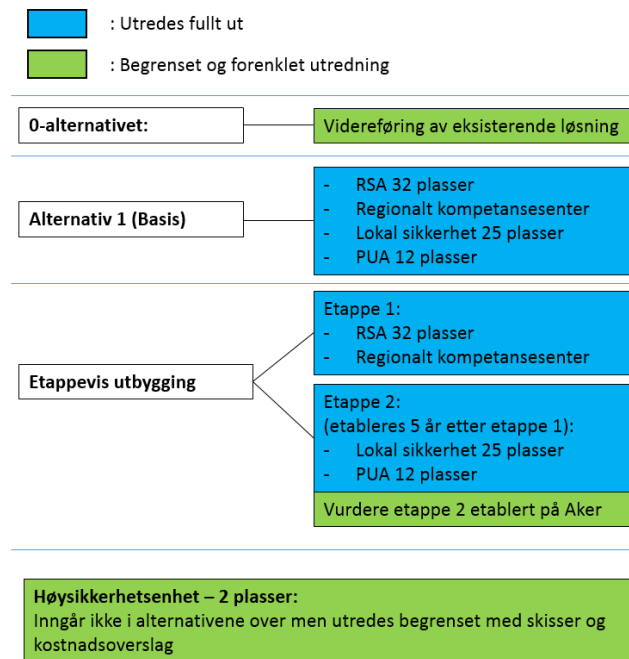 : Utredes fullt ut
: Begrenset og forenklet utredning
0-alternativet:
Videreføring av eksisterende løsning
Alternativ 1 (Basis)
- RSA 32 plasser
- Regionalt kompetansesenter
- Lokal sikkerhet 25 plasser
- PUA 12 plasser
Etappevis utbygging
Etappe 1:
- RSA 32 plasser
- Regionalt kompetansesenter
Etappe 2:
(etableres 5 år etter etappe 1):
- Lokal sikkerhet 25 plasser
- PUA 12 plasser
Vurdere etappe 2 etablert på Aker
Høysikkerhetsenhet – 2 plasser:
Inngår ikke i alternativene over men utredes begrenset med skisser og
kostnadsoverslag